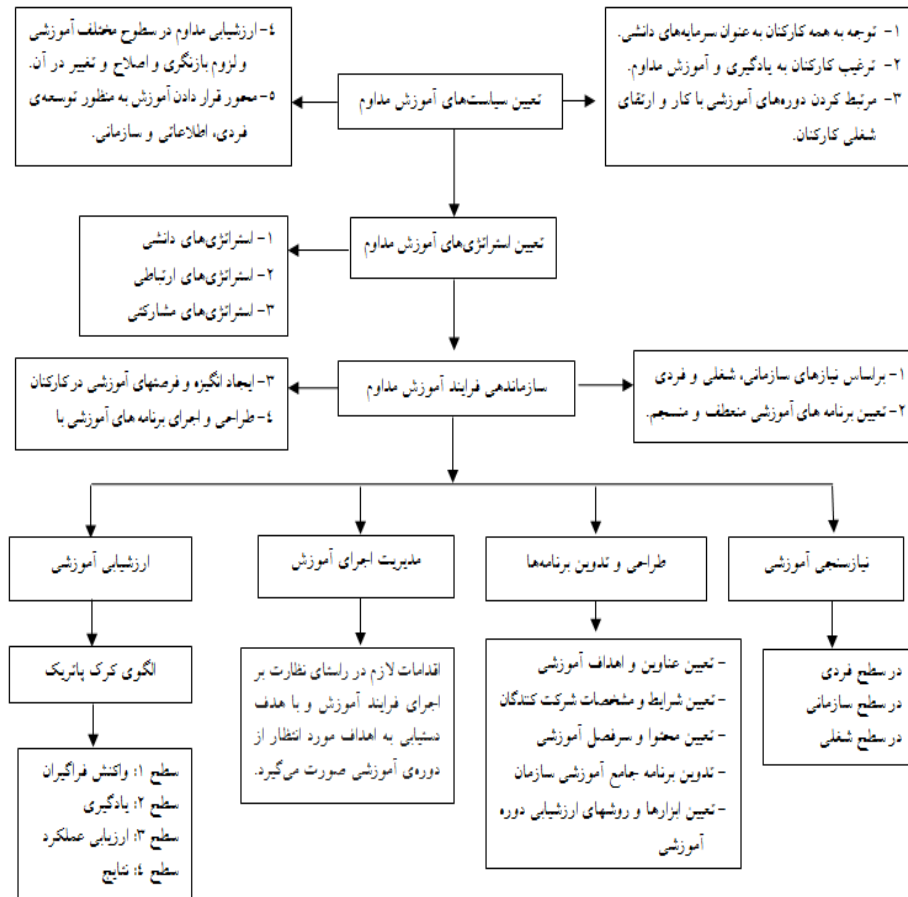 ۱- توجه به همه کارکنان به عنوان سرمایه‌های دانشی.
۲- ترغیب کارکنان به یادگیری و آموزش مداوم.
۳- مرتبط کردن دوره‌های آموزشی با کار و ارتقای
شغلی کارکنان.
تعیین سیاست‌های آموزش مداوم
٤- ارزشیابی مداوم در سطوح مختلف آموزشی
و لزوم بازنگری و اصلاح و تغییر در آن.
۵- محور قرار دادن آموزش به منظور توسعه‌ی
فردی، اطلاعاتی و سازمانی.
تعیین استراتژی‌های آموزش مداوم
۱- استراتژی‌های دانشی
۲- استراتژی‌های ارتباطی
۳- استراتژی‌های مشارکتی
سازماندهی فرایند آموزش مداوم
۱- براساس نیازهای سازمانی، شغلی و فردی
۲- تعیین برنامه های آموزشی منعطف و منسجم.
۳- ایجاد انگیزه و فرصتهای آموزشی در کارکنان
٤- طراحی و اجرای برنامه های آموزشی با
نیازسنجی آموزشی
در سطح فردی
در سطح سازمانی
در سطح شغلی
طراحی و تدوین برنامه‌ها
- تعیین عناوین و اهداف آموزشی
- تعیین شرایط و مشخصات شرکت کنندگان
- تعیین محتوا و سرفصل آموزشی
- تدوین برنامه جامع آموزشی سازمان
- تعیین ابزارها و روشهای ارزشیابی دوره
آموزشی
مدیریت اجرای آموزش
اقدامات لازم در راستای نظارت بر
اجرای فرایند آموزش و با هدف
دستیابی به اهداف مورد انتظار از
دوره‌ی آموزشی صورت می‌گیرد.
ارزشیابی آموزشی
الگوی کرک پاتریک
سطح ۱: واکنش فراگیران
سطح ۲: یادگیری
سطح ۳: ارزیابی عملکرد
سطح ٤: نتایج